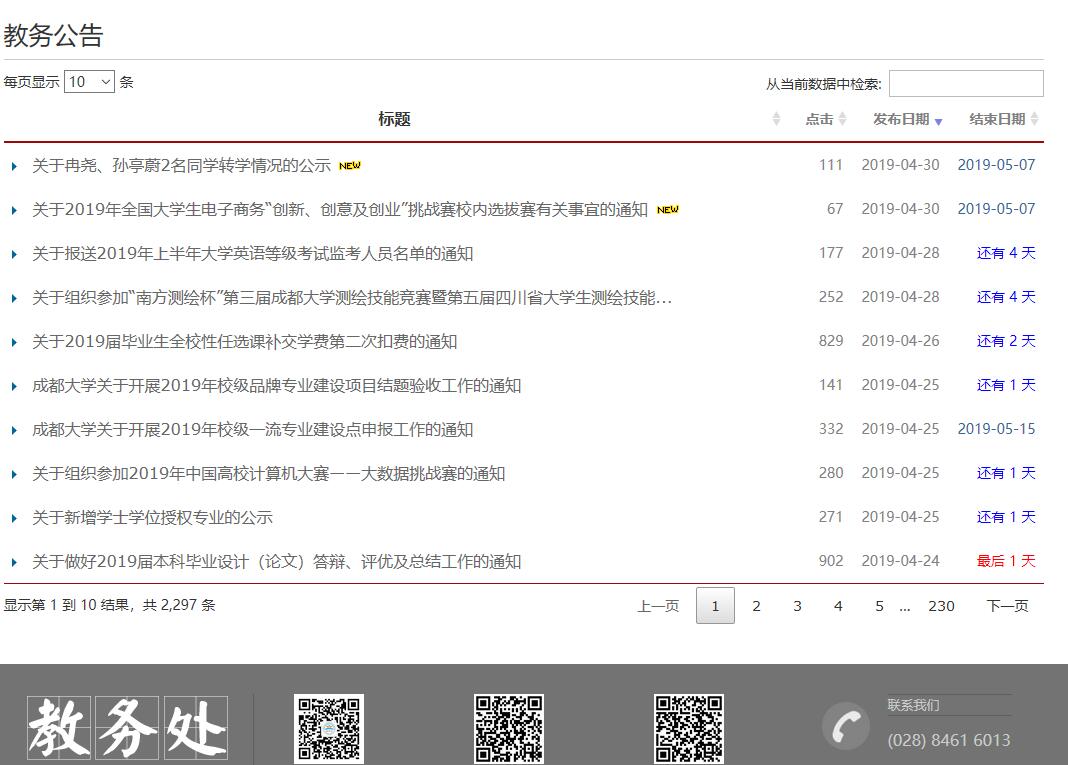 教务公告
每页显示 10 条 从当前数据中检索:
标题 点击 发布日期 结束日期
关于冉尧、孙亭蔚2名同学转学情况的公示 NEW 111 2019-04-30 2019-05-07
关于2019年全国大学生电子商务“创新、创意及创业”挑战赛校内选拔赛有关事宜的通知 NEW 67 2019-04-30 2019-05-07
关于报送2019年上半年大学英语等级考试监考人员名单的通知 177 2019-04-28 还有 4 天
关于组织参加“南方测绘杯”第三届成都大学测绘技能竞赛暨第五届四川省大学生测绘技能... 252 2019-04-28 还有 4 天
关于2019届毕业生全校性任选课补交学费第二次扣费的通知 829 2019-04-26 还有 2 天
成都大学关于开展2019年校级品牌专业建设项目结题验收工作的通知 141 2019-04-25 还有 1 天
成都大学关于开展2019年校级一流专业建设点申报工作的通知 332 2019-04-25 2019-05-15
关于组织参加2019年中国高校计算机大赛——大数据挑战赛的通知 280 2019-04-25 还有 1 天
关于新增学士学位授权专业的公示 271 2019-04-25 还有 1 天
关于做好2019届本科毕业设计（论文）答辩、评优及总结工作的通知 902 2019-04-24 最后 1 天
显示第 1 到 10 结果，共 2,297 条 上一页 1 2 3 4 5 ... 230 下一页
教务处
联系我们
(028) 8461 6013